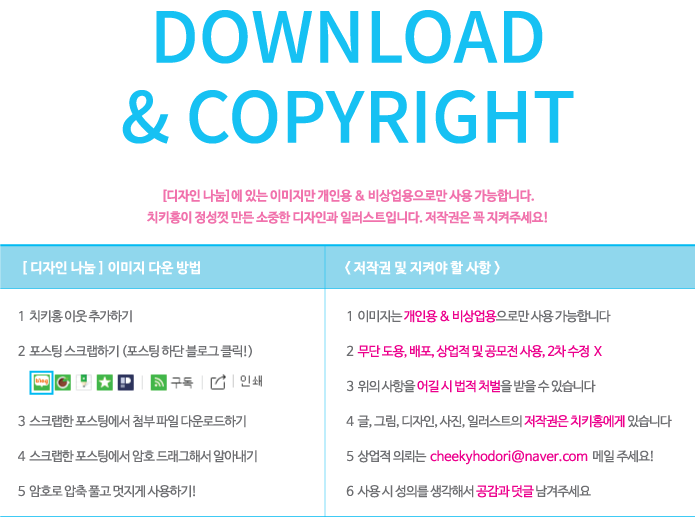 DOWNLOAD
& COPYRIGHT
[디자인 나눔]에 있는 이미지만 개인용 & 비상업용으로만 사용 가능합니다.
치키홍이 정성껏 만든 소중한 디자인과 일러스트입니다. 저작권은 꼭 지켜주세요!
[ 디자인 나눔 ] 이미지 다운 방법
1 치키홍 이웃 추가하기
2 포스팅 스크랩하기 (포스팅 하단 블로그 클릭!)
blog 구독 | | 인쇄
3 스크랩한 포스팅에서 첨부 파일 다운로드하기
4 스크랩한 포스팅에서 암호 드래그해서 알아내기
5 암호로 압축 풀고 멋지게 사용하기!
< 저작권 및 지켜야 할 사항 >
1 이미지는 개인용 & 비상업용으로만 사용 가능합니다
2 무단 도용, 배포, 상업적 및 공모전 사용, 2차 수정 X
3 위의 사항을 어길 시 법적 처벌을 받을 수 있습니다
4 글, 그림, 디자인, 사진, 일러스트의 저작권은 치키홍에게 있습니다
5 상업적 의뢰는 cheekyhodori@naver.com 메일 주세요!
6 사용 시 성의를 생각해서 공감과 덧글 남겨주세요